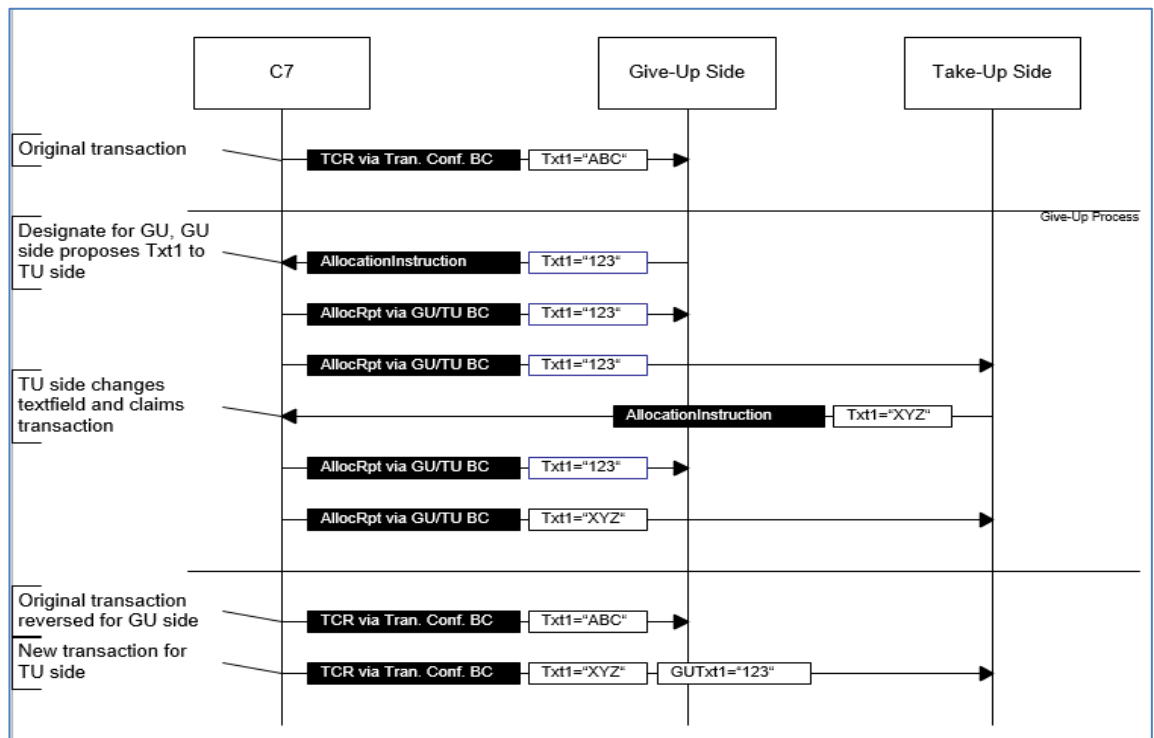 C7
Give-Up Side
Take-Up Side
Original transaction
TCR via Tran. Conf. BC
Txt1="ABC“
Give-Up Process
Designate for GU, GU
side proposes Txt1 to
TU side
AllocationInstruction
Txt1=“123“
AllocRpt via GU/TU BC
Txt1=“123“
AllocRpt via GU/TU BC
Txt1=“123“
TU side changes
textfield and claims
transaction
AllocationInstruction
Txt1=“XYZ“
AllocRpt via GU/TU BC
Txt1=“123“
AllocRpt via GU/TU BC
Txt1=“XYZ“
Original transaction
reversed for GU side
TCR via Tran. Conf. BC
Txt1=“ABC“
New transaction for
TU side
TCR via Tran. Conf. BC
Txt1=“XYZ“
GUTxt1=“123“